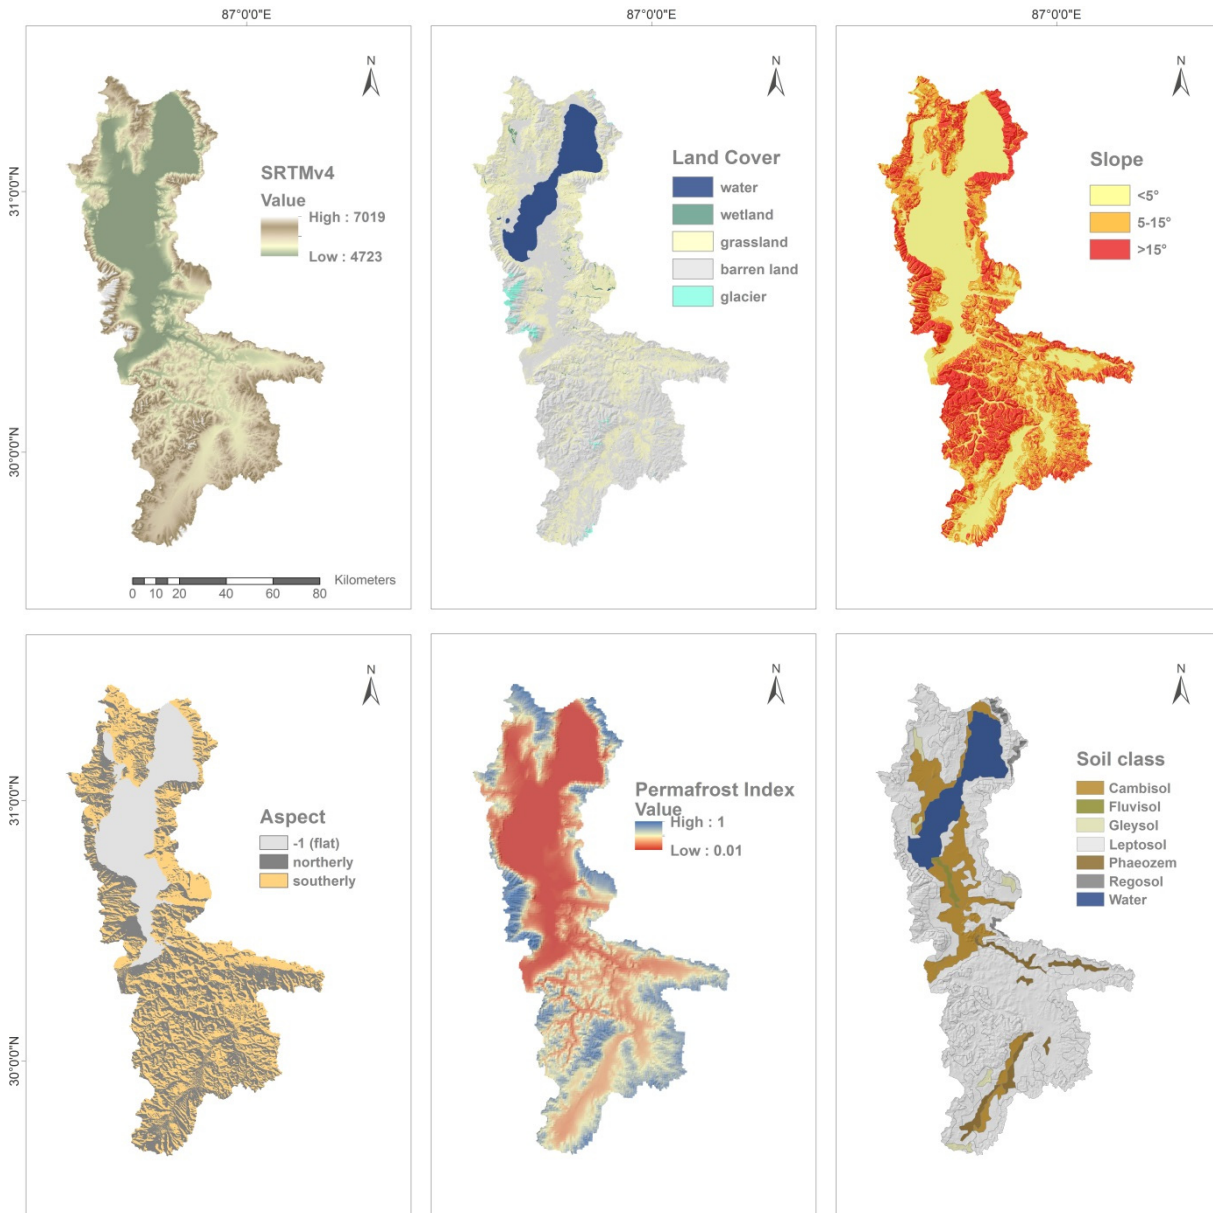 87°0'0"E
87°0'0"E
87°0'0"E
N
N
N
31°0'0"N
30°0'0"N
SRTMv4
Value
High : 7019
Low : 4723
0 10 20 40 60 80 Kilometers
Land Cover
water
wetland
grassland
barren land
glacier
Slope
<5°
5-15°
>15°
N
N
N
31°0'0"N
30°0'0"N
Aspect
-1 (flat)
northerly
southerly
Permafrost Index
Value
High : 1
Low : 0.01
Soil class
Cambisol
Fluvisol
Gleysol
Leptosol
Phaeozem
Regosol
Water